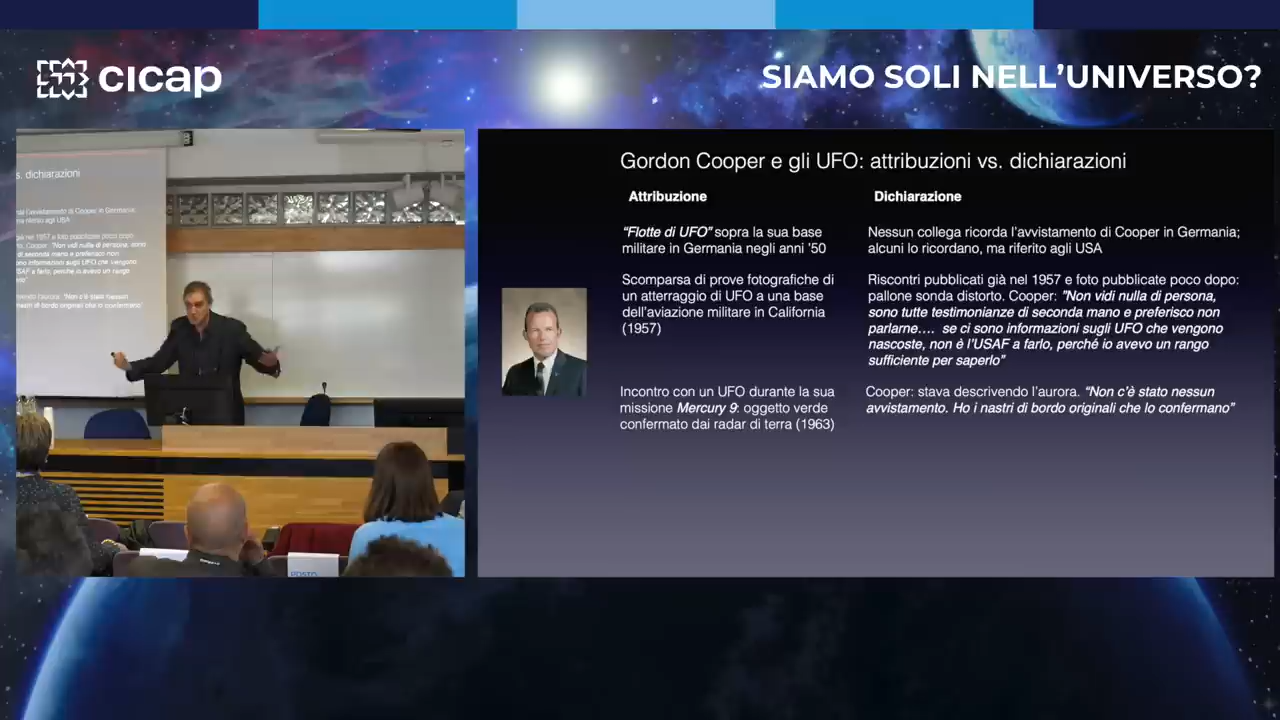 cicap
SIAMO SOLI NELL'UNIVERSO?
s. dichiarazioni
Gordon Cooper e gli UFO: attribuzioni vs. dichiarazioni
Attribuzione
Dichiarazione
“Flotte di UFO” sopra la sua base
militare in Germania negli anni '50
Nessun collega ricorda l'avvistamento di Cooper in Germania;
alcuni lo ricordano, ma riferito agli USA
Scomparsa di prove fotografiche di
un atterraggio di UFO a una base
dell'aviazione militare in California
(1957)
Riscontri pubblicati già nel 1957 e foto pubblicate poco dopo:
pallone sonda distorto. Cooper: "Non vidi nulla di persona,
sono tutte testimonianze di seconda mano e preferisco non
parlarne…. se ci sono informazioni sugli UFO che vengono
nascoste, non è l'USAF a farlo, perché io avevo un rango
sufficiente per saperlo"
Incontro con un UFO durante la sua
missione Mercury 9: oggetto verde
confermato dai radar di terra (1963)
Cooper: stava descrivendo l'aurora. “Non c'è stato nessun
avvistamento. Ho i nastri di bordo originali che lo confermano”